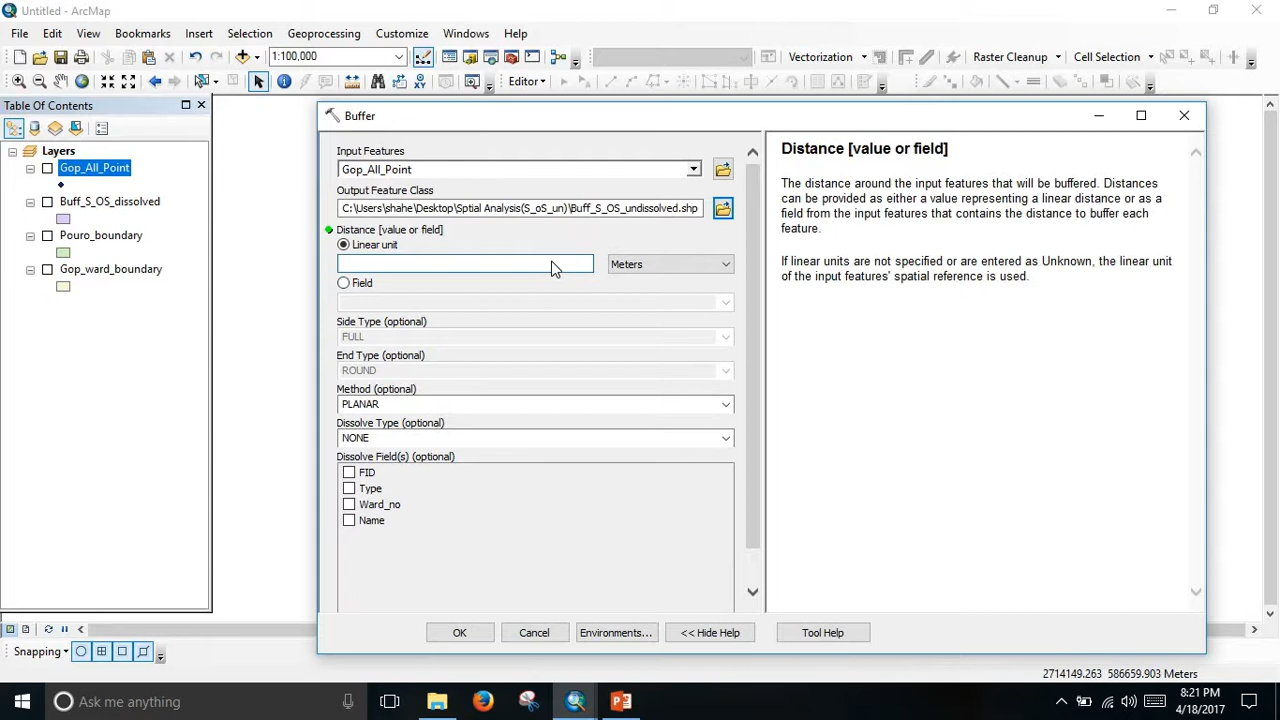 Untitled - ArcMap
File Edit View Bookmarks Insert Selection Geoprocessing Customize Windows Help
1:100,000 Vectorization Raster Cleaning Cell Selection
Editor
Table Of Contents
Layers
Gop_All_Point
Buff_S_OS_dissolved
Pouro_boundary
Gop_ward_boundary
Buffer
Input Features
Gop_All_Point
Output Feature Class
C:\Users\shahe\Desktop\Sptial Analysis(S_oS_un)\Buff_S_OS_undissolved.shp
Distance [value or field]
Linear unit
Meters
Field
Side Type (optional)
FULL
End Type (optional)
ROUND
Method (optional)
PLANAR
Dissolve Type (optional)
NONE
Dissolve Field(s) (optional)
FID
Type
Ward_no
Name
OK Cancel Environments... << Hide Help Tool Help
Distance [value or field]
The distance around the input features that will be buffered. Distances
can be provided as either a value representing a linear distance or as a
field from the input features that contains the distance to buffer each
feature.
If linear units are not specified or are entered as Unknown, the linear unit
of the input features' spatial reference is used.
Snapping
2714149.263 586659.903 Meters
Ask me anything
8:21 PM
4/18/2017